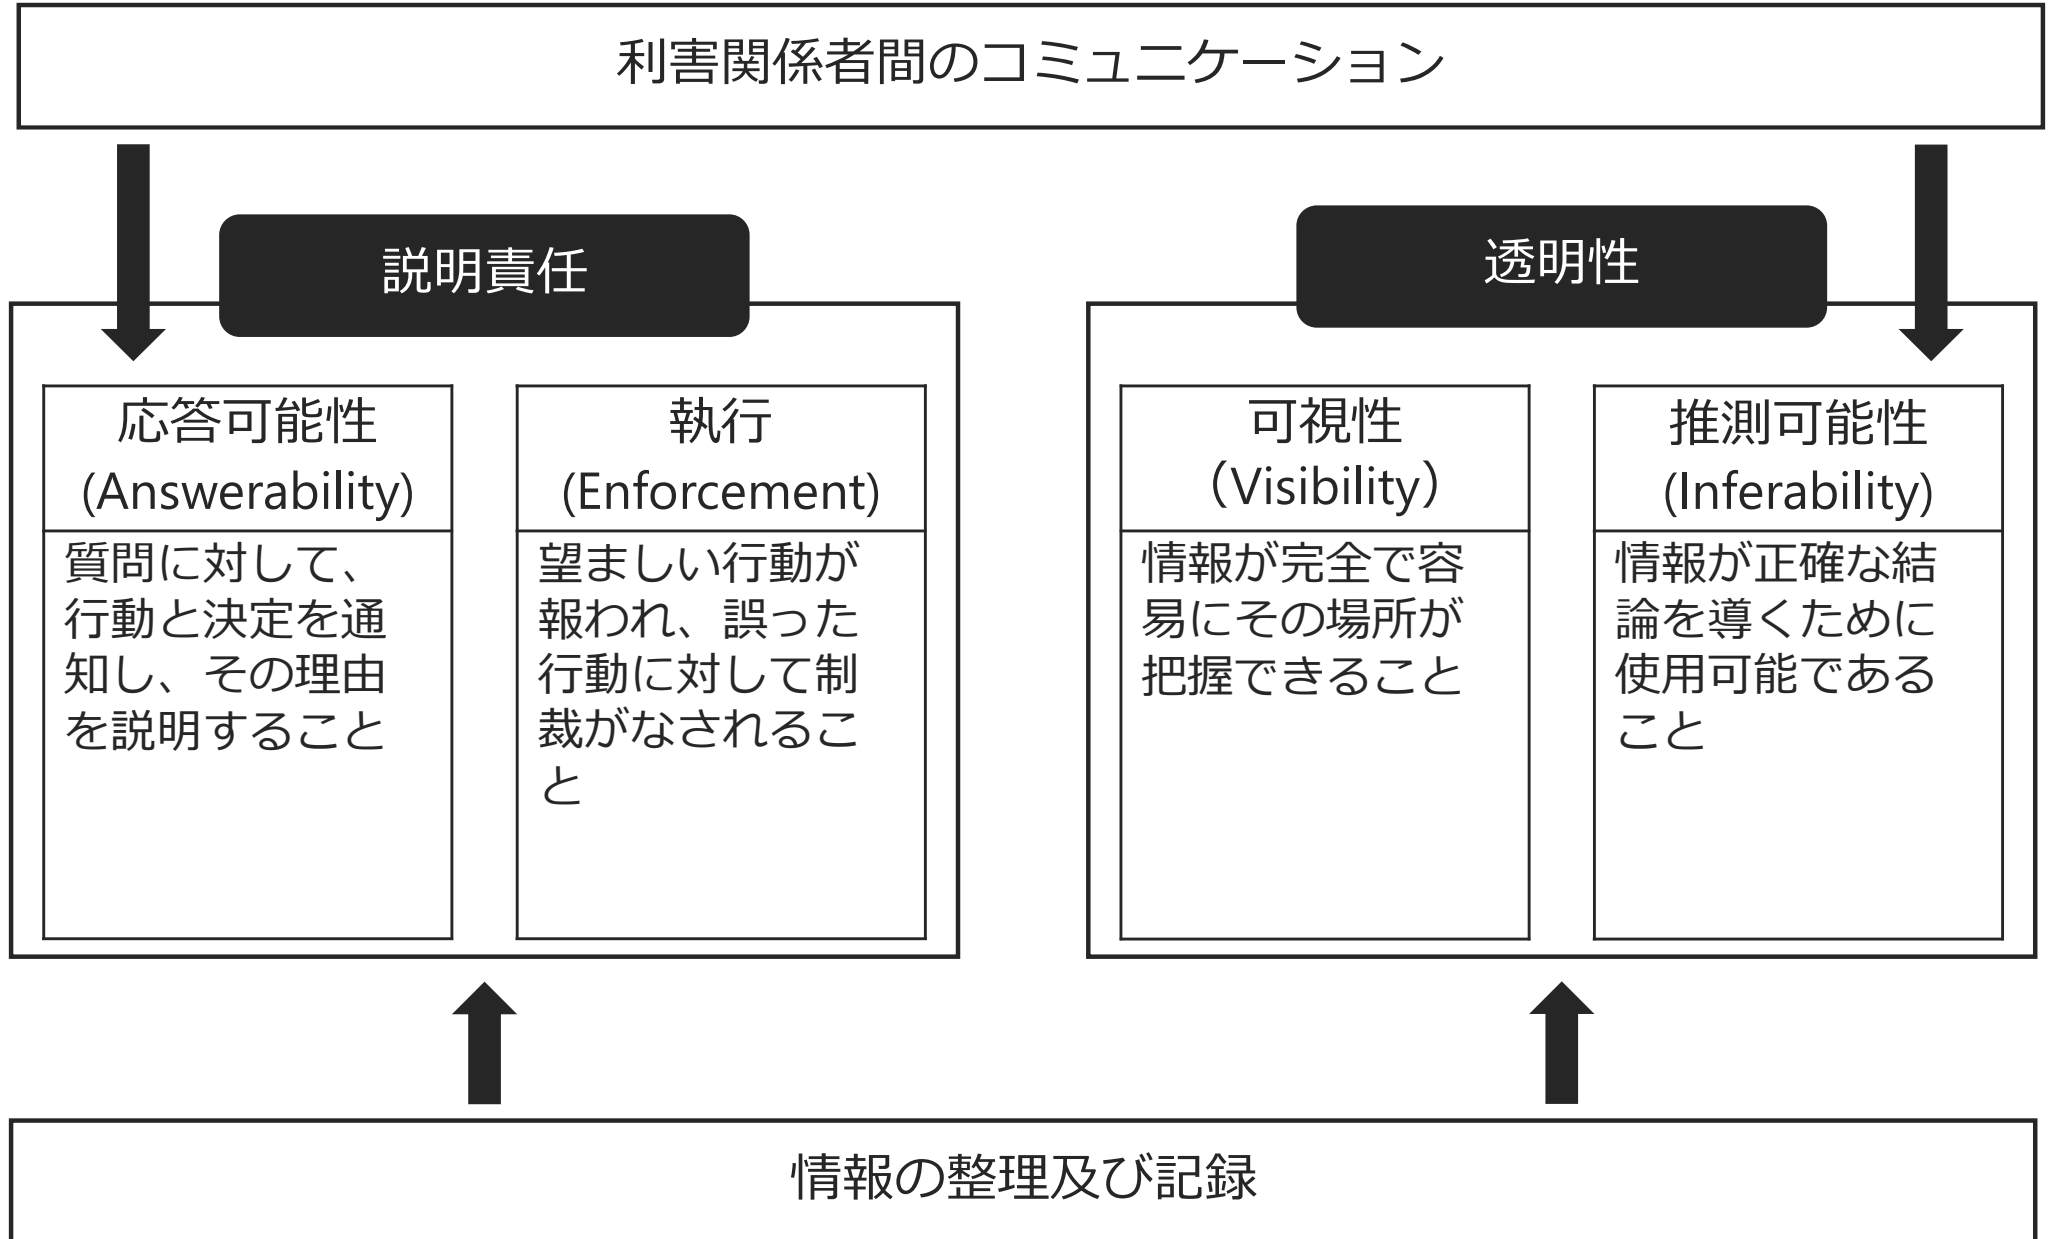 利害関係者間のコミュニケーション
説明責任
応答可能性
(Answerability)
質問に対して、
行動と決定を通
知し、その理由
を説明すること
執行
(Enforcement)
望ましい行動が
報われ、誤った
行動に対して制
裁がなされるこ
と
透明性
可視性
（Visibility）
情報が完全で容
易にその場所が
把握できること
推測可能性
(Inferability)
情報が正確な結
論を導くために
使用可能である
こと
情報の整理及び記録